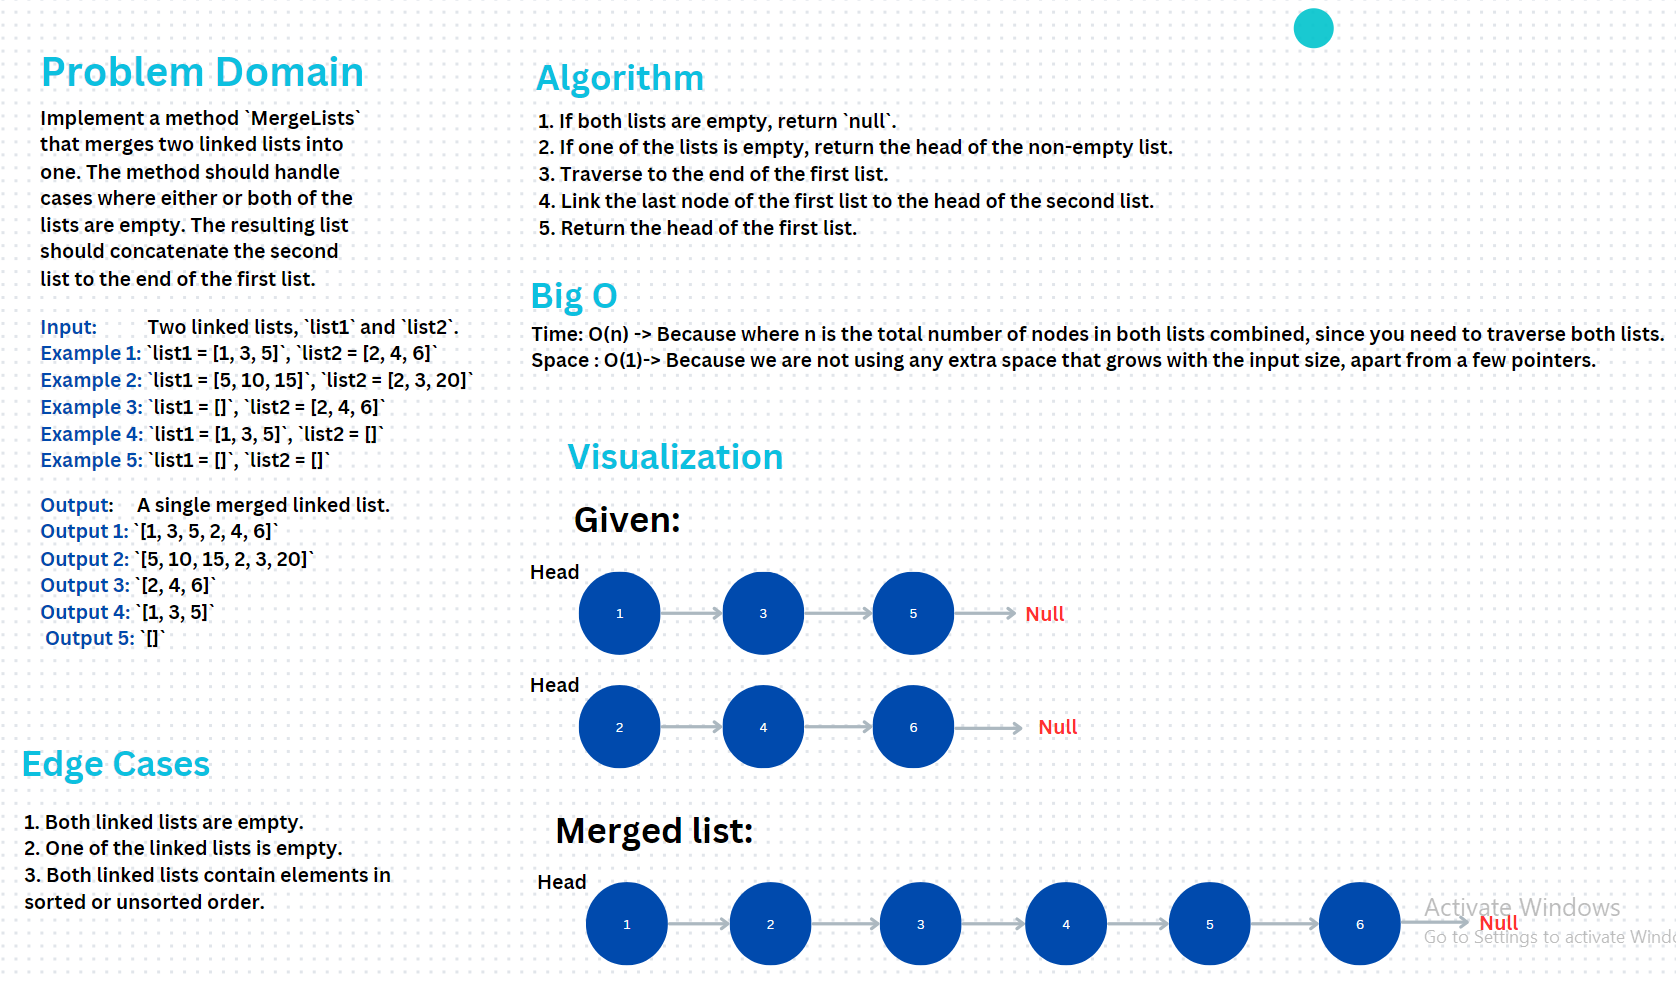 Problem Domain
Implement a method `MergeLists`
that merges two linked lists into
one. The method should handle
cases where either or both of the
lists are empty. The resulting list
should concatenate the second
list to the end of the first list.
Input: Two linked lists, `list1` and `list2`.
Example 1: `list1 = [1, 3, 5]`, `list2 = [2, 4, 6]`
Example 2: `list1 = [5, 10, 15]`, `list2 = [2, 3, 20]`
Example 3: `list1 = []`, `list2 = [2, 4, 6]`
Example 4: `list1 = [1, 3, 5]`, `list2 = []`
Example 5: `list1 = []`, `list2 = []`
Output: A single merged linked list.
Output 1: `[1, 3, 5, 2, 4, 6]`
Output 2: `[5, 10, 15, 2, 3, 20]`
Output 3: `[2, 4, 6]`
Output 4: `[1, 3, 5]`
Output 5: `[]`
Edge Cases
1. Both linked lists are empty.
2. One of the linked lists is empty.
3. Both linked lists contain elements in
sorted or unsorted order.
Algorithm
1. If both lists are empty, return `null`.
2. If one of the lists is empty, return the head of the non-empty list.
3. Traverse to the end of the first list.
4. Link the last node of the first list to the head of the second list.
5. Return the head of the first list.
Big O
Time: O(n) -> Because where n is the total number of nodes in both lists combined, since you need to traverse both lists.
Space : O(1)-> Because we are not using any extra space that grows with the input size, apart from a few pointers.
Visualization
Given:
Head
1 3 5 Null
Head
2 4 6 Null
Merged list:
Head
1 2 3 4 5 6 Null
Activate Windows
Go to Settings to activate Windo